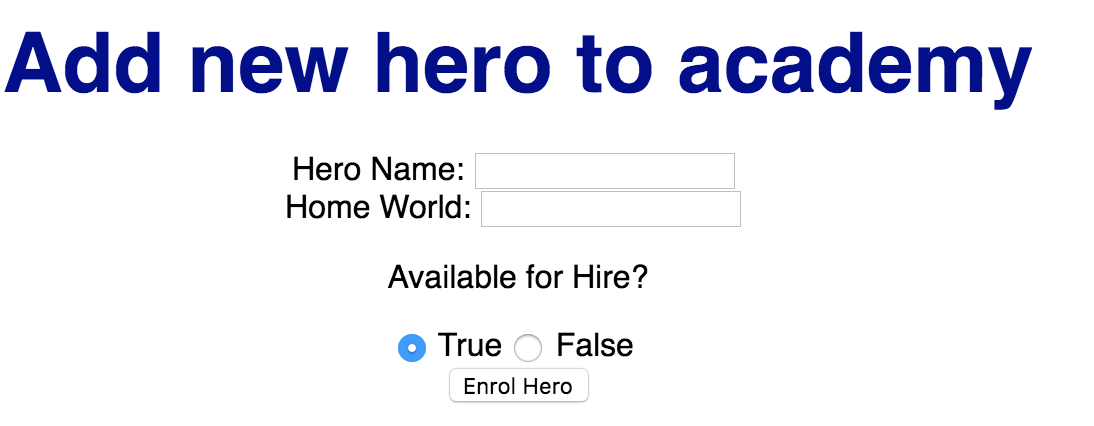 Add new hero to academy
Hero Name:
Home World:
Available for Hire?
True False
Enrol Hero